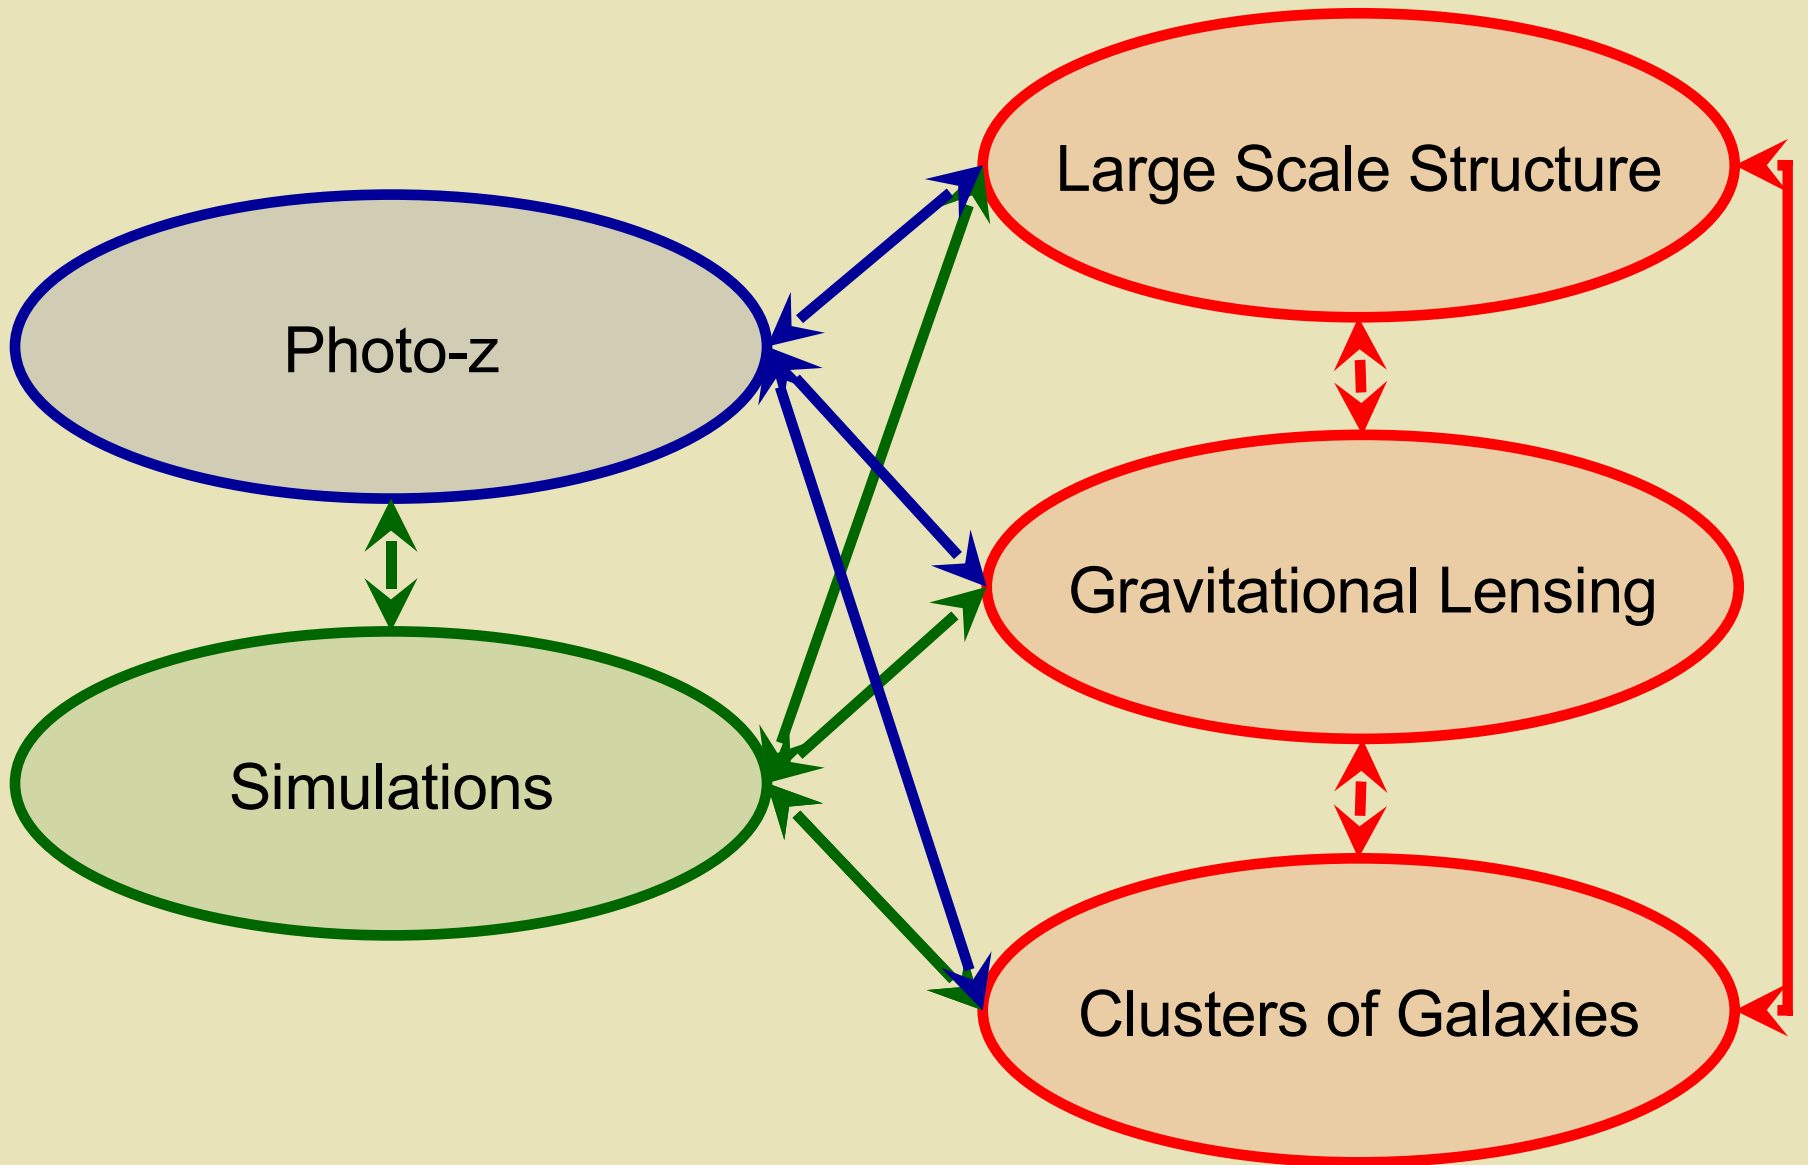 Large Scale Structure
Photo-z
Gravitational Lensing
Simulations
Clusters of Galaxies